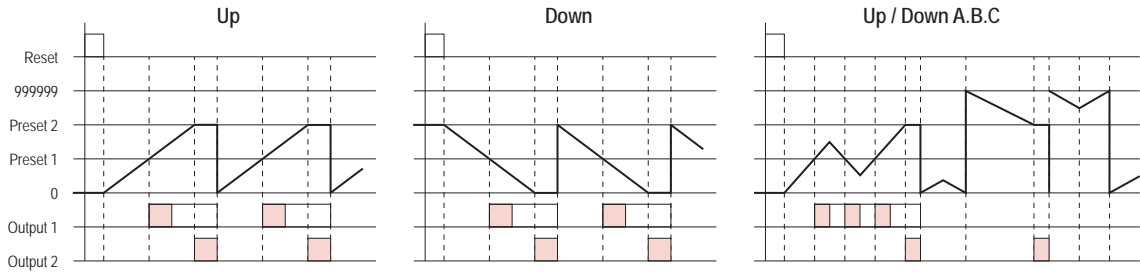 Up
Down
Up / Down A.B.C
Reset
999999
Preset 2
Preset 1
0
Output 1
Output 2